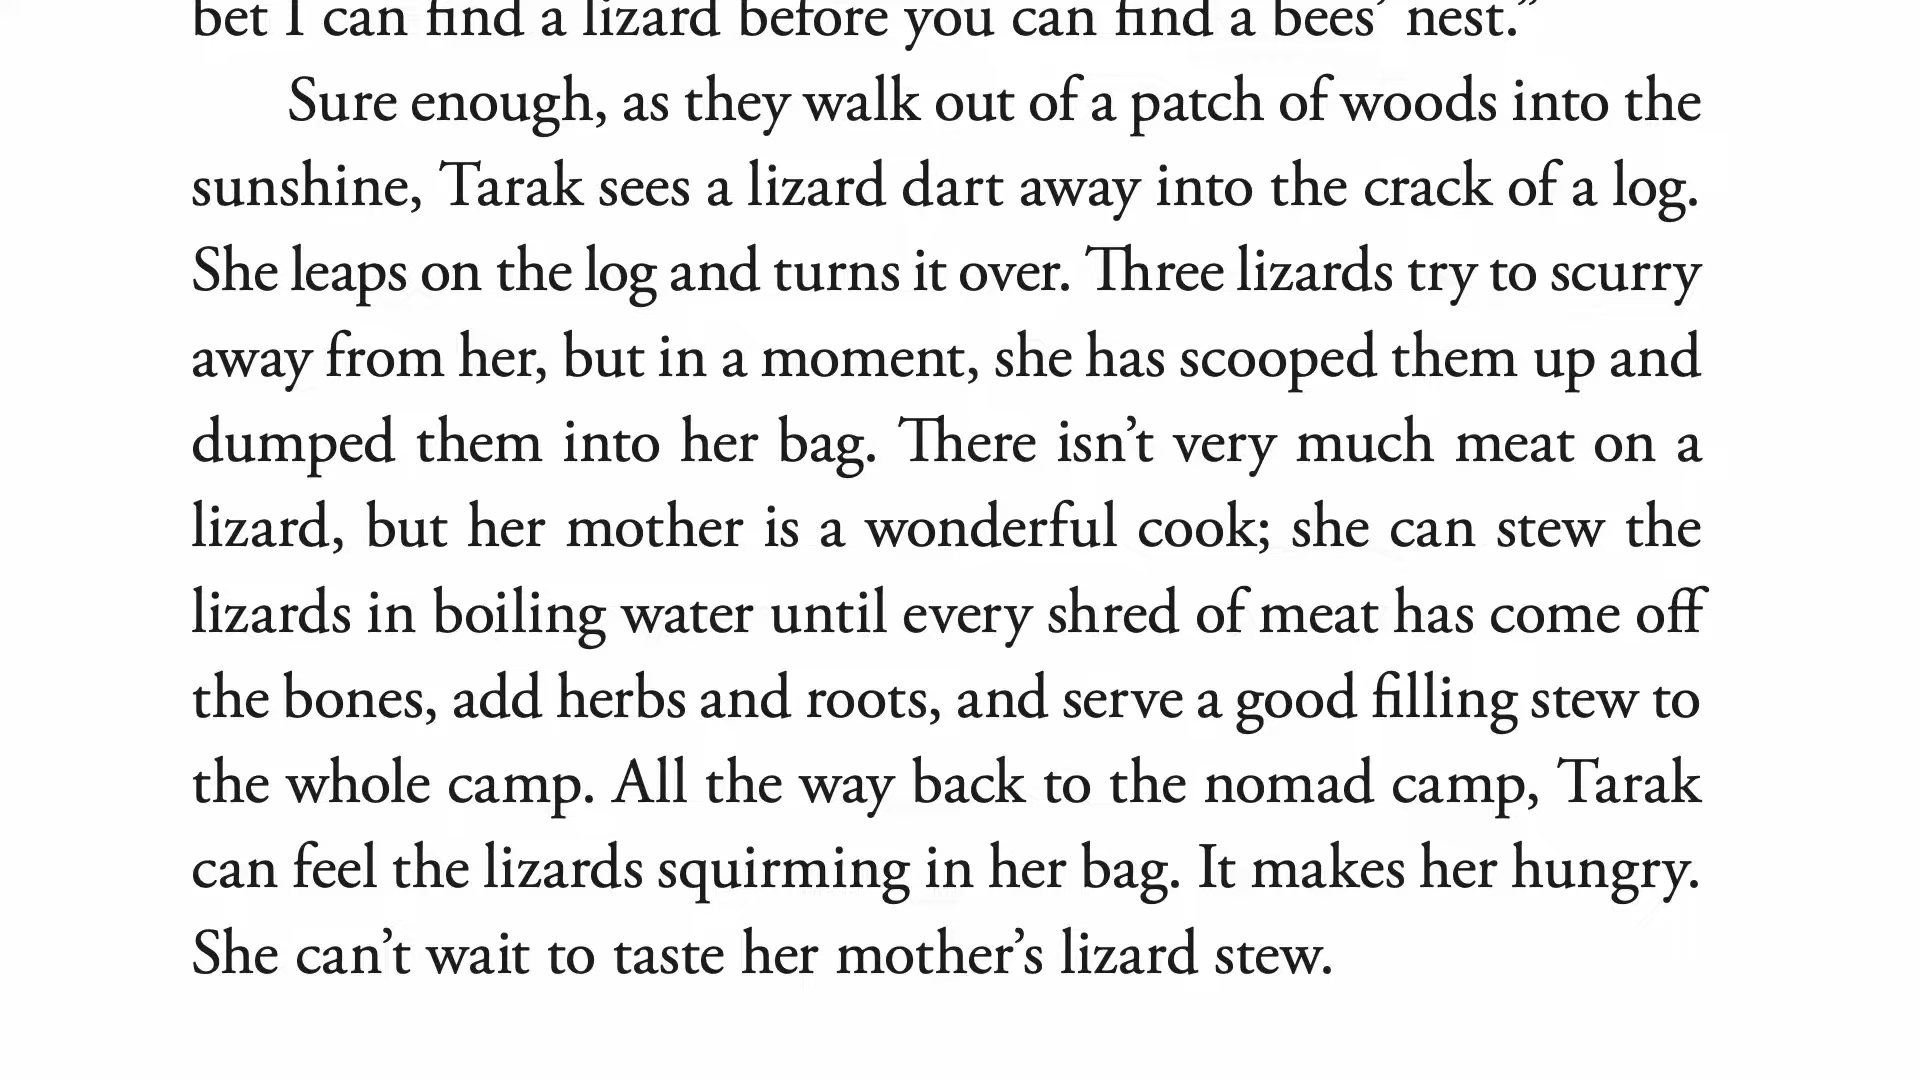 bet I can find a lizard before you can find a bees’ nest.”
Sure enough, as they walk out of a patch of woods into the
sunshine, Tarak sees a lizard dart away into the crack of a log.
She leaps on the log and turns it over. Three lizards try to scurry
away from her, but in a moment, she has scooped them up and
dumped them into her bag. There isn’t very much meat on a
lizard, but her mother is a wonderful cook; she can stew the
lizards in boiling water until every shred of meat has come off
the bones, add herbs and roots, and serve a good filling stew to
the whole camp. All the way back to the nomad camp, Tarak
can feel the lizards squirming in her bag. It makes her hungry.
She can’t wait to taste her mother’s lizard stew.